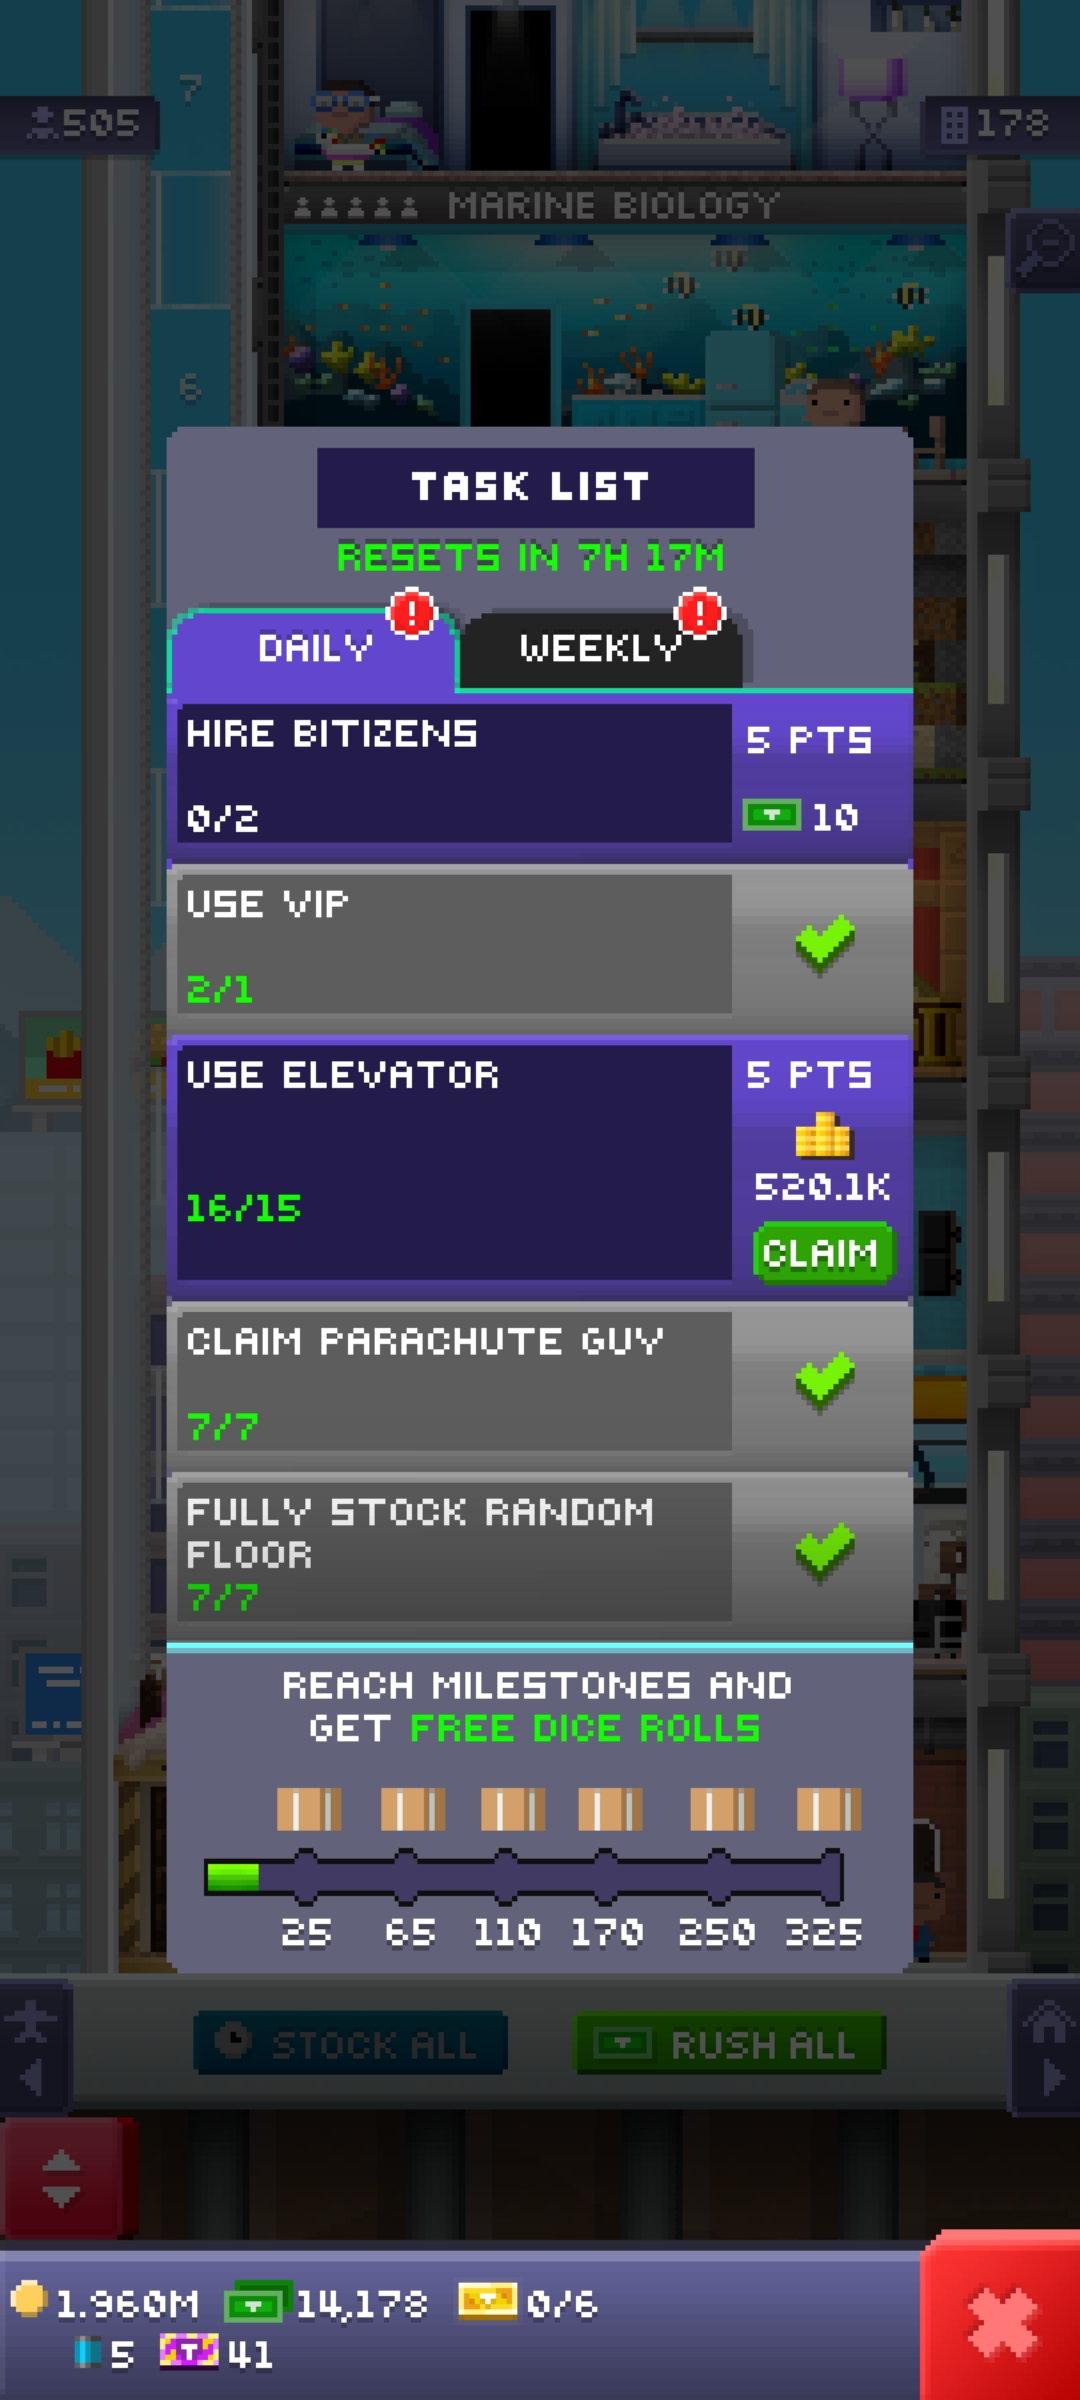 7
505
178
MARINE BIOLOGY
6
TASK LIST
RESETS IN 7H 17M
DAILY
!
WEEKLY
!
HIRE BITIZENS
5 PTS
0/2
10
USE VIP
2/1
USE ELEVATOR
5 PTS
520.1K
16/15
CLAIM
CLAIM PARACHUTE GUY
7/7
FULLY STOCK RANDOM
FLOOR
7/7
REACH MILESTONES AND
GET FREE DICE ROLLS
25 65 110 170 250 325
STOCK ALL
RUSH ALL
1.960M 14,178 0/6
5 41